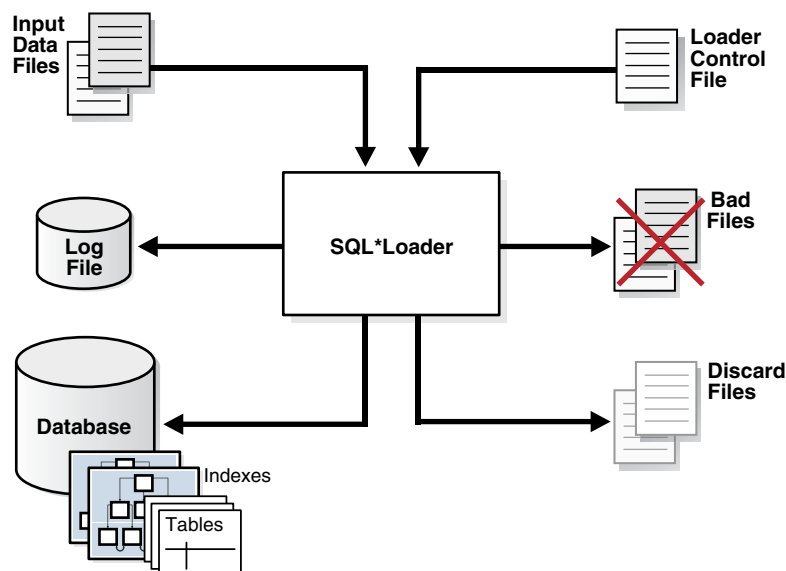 Input
Data
Files
Loader
Control
File
Log
File
SQL*Loader
Bad
Files
Database
Discard
Files
Indexes
Tables